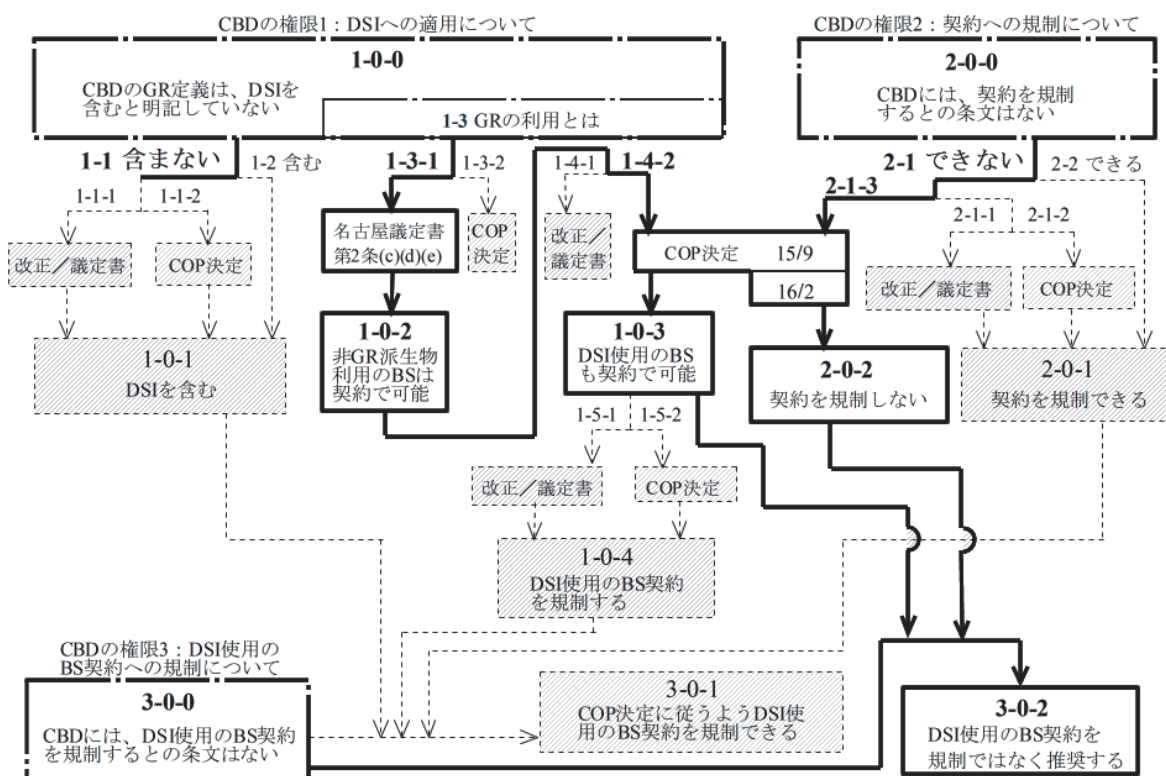 CBDの権限1：DSIへの適用について
1-0-0
CBDのGR定義は、DSIを
含むと明記していない
1-3 GRの利用とは
CBDの権限2：契約への規制について
2-0-0
CBDには、契約を規制
するとの条文はない
1-1 含まない
1-2 含む
1-3-1
1-3-2
1-4-1
1-4-2
2-1 できない
2-2 できる
1-1-1
1-1-2
2-1-3
2-1-1
2-1-2
改正／議定書
COP決定
名古屋議定書
第2条(c)(d)(e)
COP
決定
改正／
議定書
COP決定 15/9
16/2
改正／議定書
COP決定
1-0-1
DSIを含む
1-0-2
非GR派生物
利用のBSは
契約で可能
1-0-3
DSI使用のBS
も契約で可能
2-0-2
契約を規制しない
2-0-1
契約を規制できる
1-5-1
1-5-2
改正／議定書
COP決定
1-0-4
DSI使用のBS契約
を規制する
CBDの権限3：DSI使用の
BS契約への規制について
3-0-0
CBDには、DSI使用のBS契約
を規制するとの条文はない
3-0-1
COP決定に従うようDSI使
用のBS契約を規制できる
3-0-2
DSI使用のBS契約を
規制ではなく推奨する